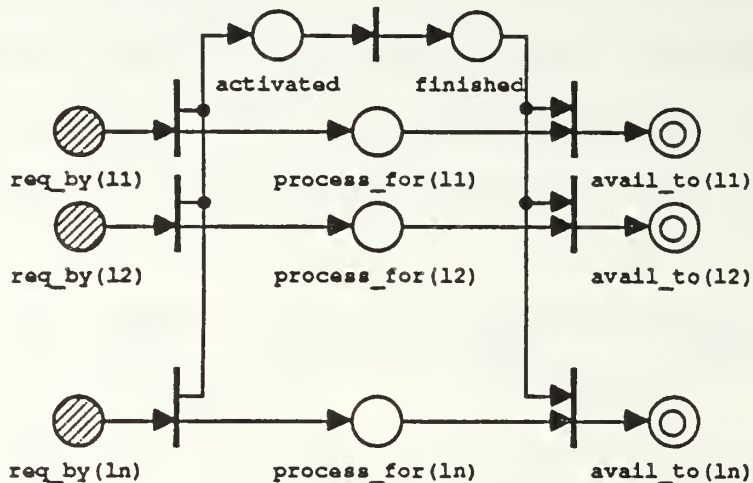 activated finished
req_by(l1) process_for(l1) avail_to(l1)
req_by(l2) process_for(l2) avail_to(l2)
req_by(ln) process_for(ln) avail_to(ln)